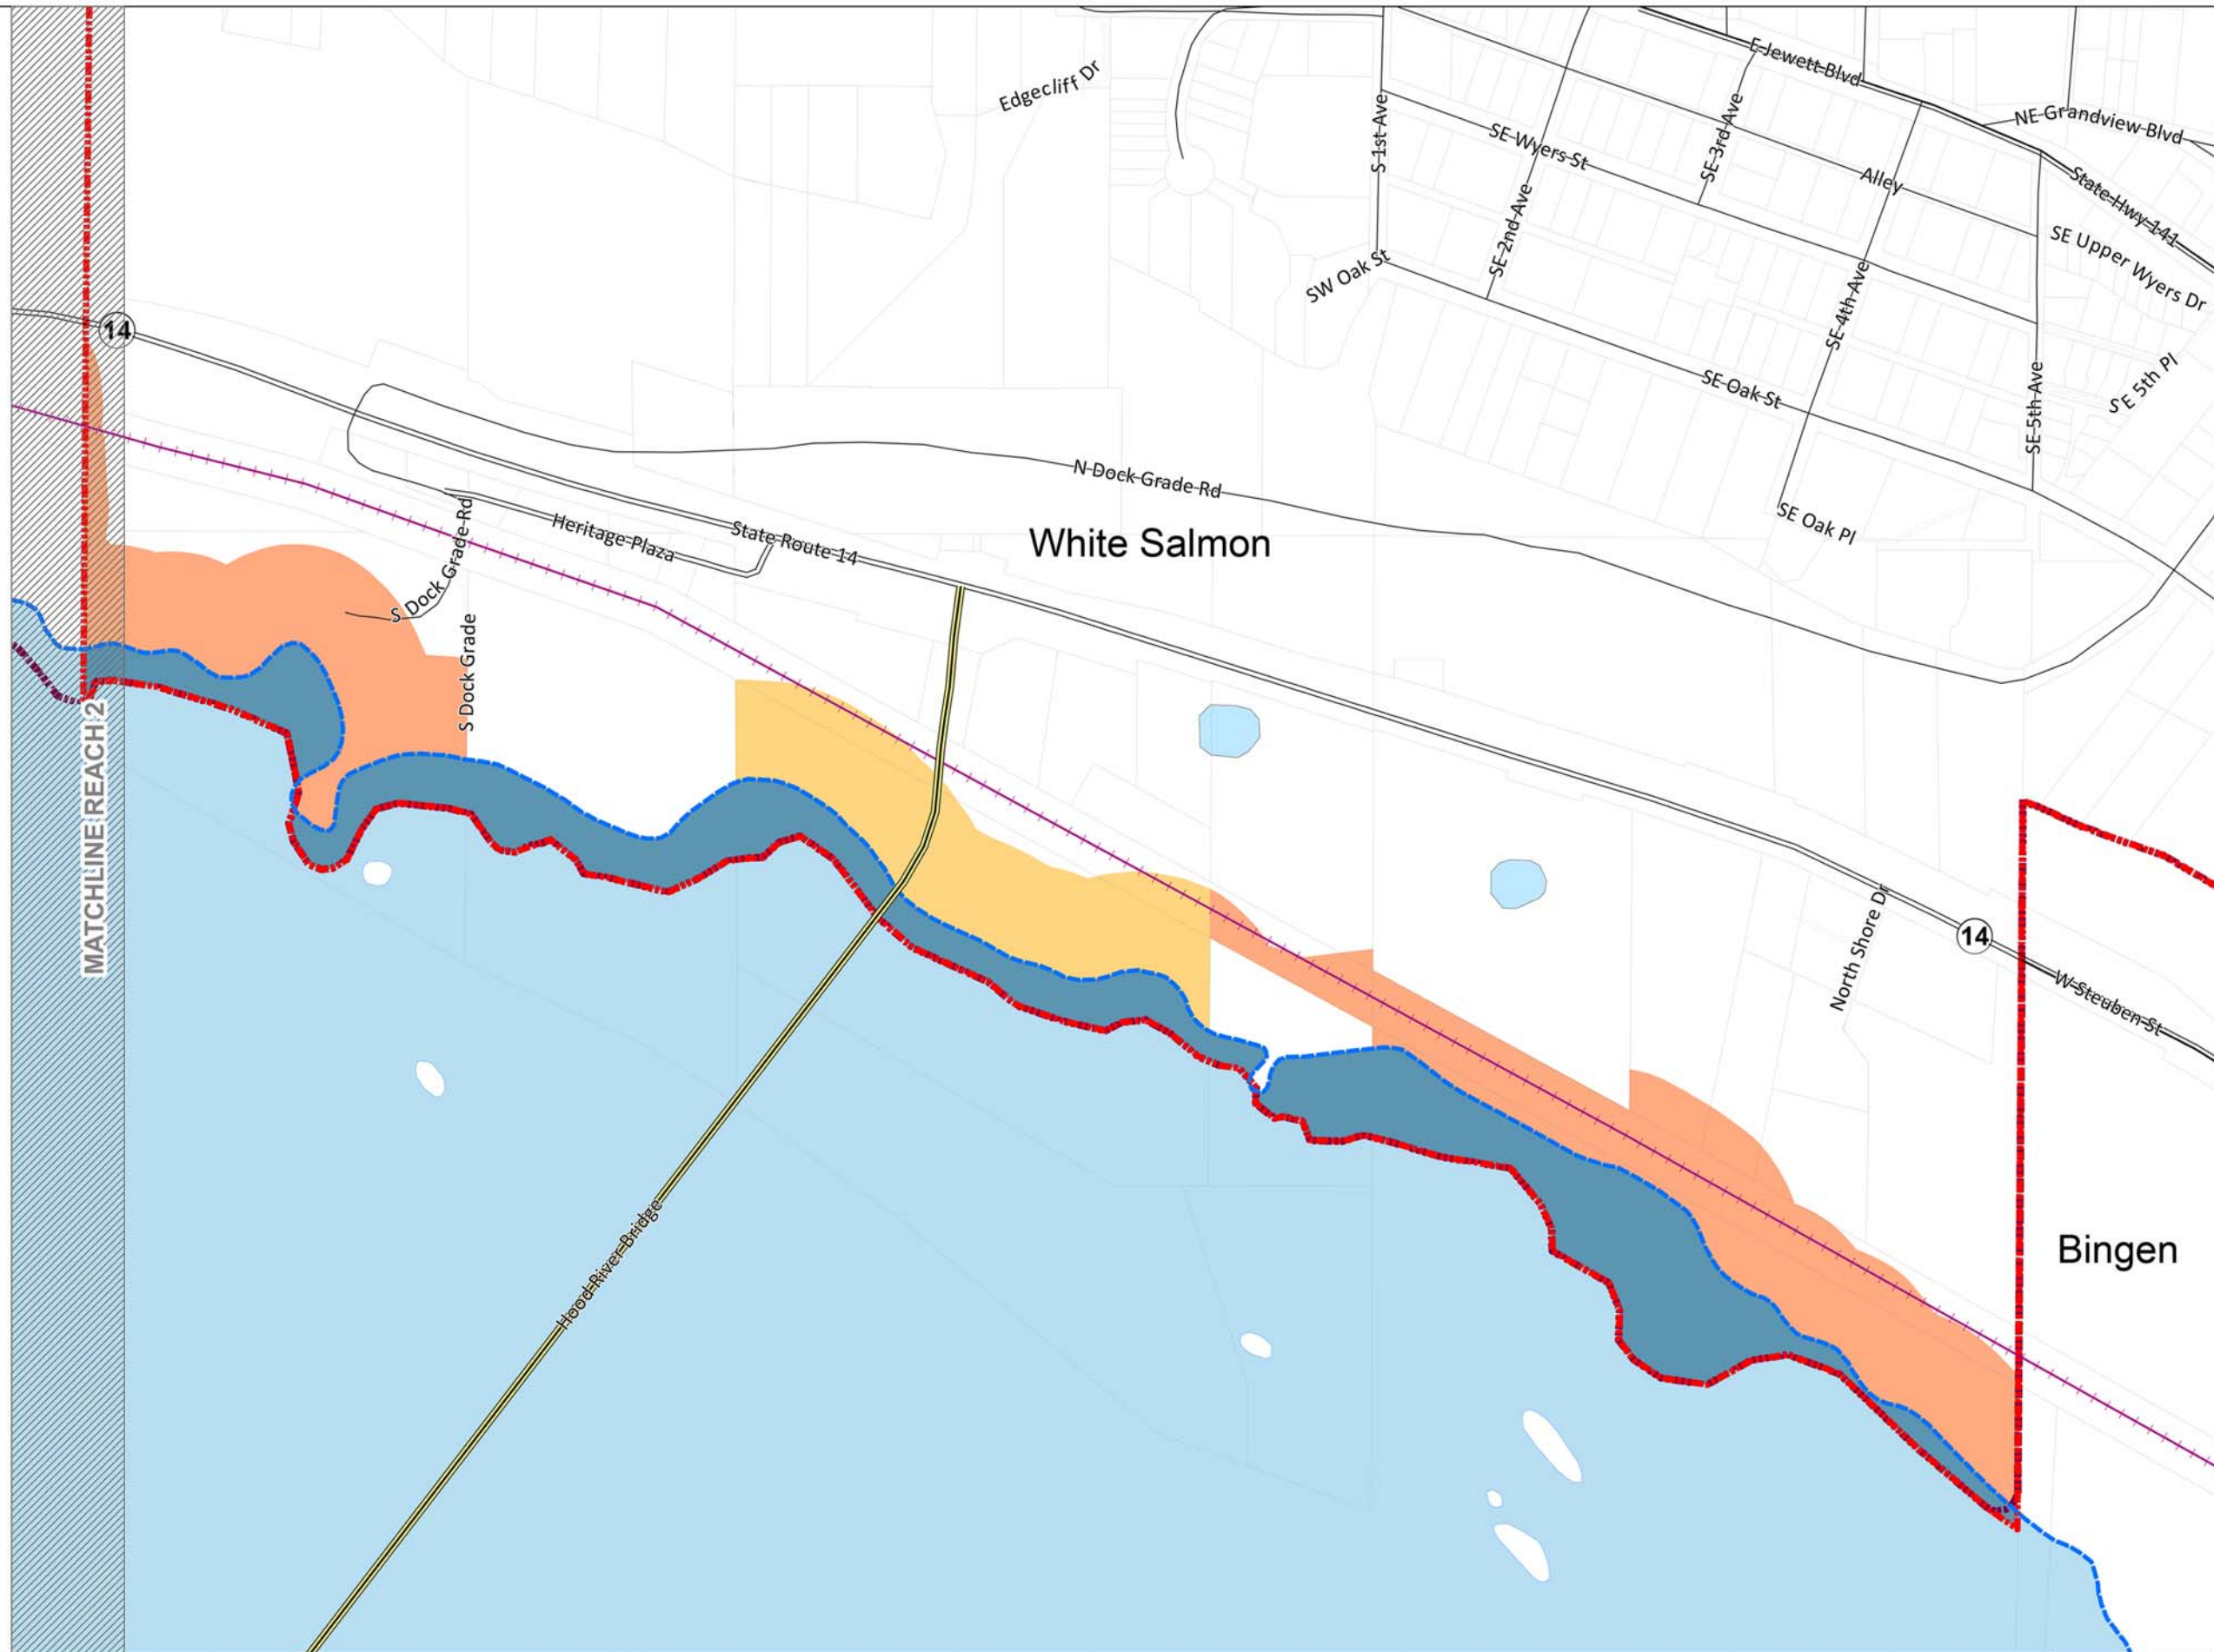 E Jewett Blvd
Edgecliff Dr
NE Grandview Blvd
S 1st Ave
SE Wyers St
SE 3rd Ave
Alley
State Hwy 141
SE 2nd Ave
SE Upper Wyers Dr
SW Oak St
SE 4th Ave
14
SE 5th Pl
SE Oak St
SE 5th Ave
N Dock Grade Rd
S Dock Grade Rd
Heritage Plaza
State Route 14
White Salmon
SE Oak Pl
S Dock Grade
MATCHLINE REACH 2
North Shore Dr
14
W Steuben St
Hood River Bridge
Bingen